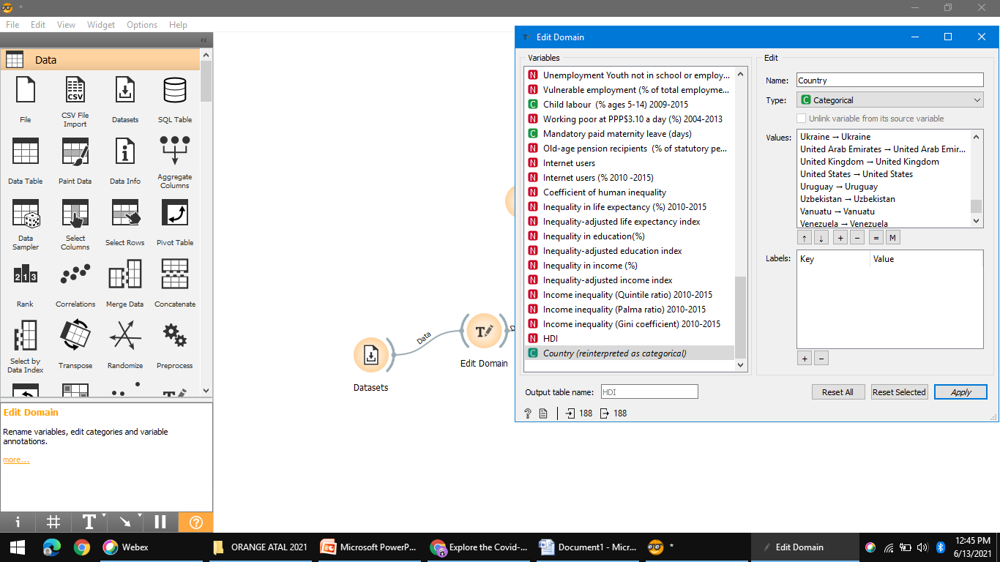 *
File Edit View Widget Options Help
«
Data
File
CSV File Import
Datasets
SQL Table
Data Table
Paint Data
Data Info
Aggregate Columns
Data Sampler
Select Columns
Select Rows
Pivot Table
Rank
Correlations
Merge Data
Concatenate
Select by Data Index
Transpose
Randomize
Preprocess
Edit Domain
Rename variables, edit categories and variable
annotations.
more...
Datasets
Data
Edit Domain
Edit Domain
Variables
Unemployment Youth not in school or employ...
Vulnerable employment (% of total employme...
Child labour (% ages 5-14) 2009-2015
Working poor at PPP$3.10 a day (%) 2004-2013
Mandatory paid maternity leave (days)
Old-age pension recipients (% of statutory pe...
Internet users
Internet users (% 2010 -2015)
Coefficient of human inequality
Inequality in life expectancy (%) 2010-2015
Inequality-adjusted life expectancy index
Inequality in education(%)
Inequality-adjusted education index
Inequality in income (%)
Inequality-adjusted income index
Income inequality (Quintile ratio) 2010-2015
Income inequality (Palma ratio) 2010-2015
Income inequality (Gini coefficient) 2010-2015
HDI
Country (reinterpreted as categorical)
Edit
Name: Country
Type: C Categorical
Unlink variable from its source variable
Values:
Ukraine → Ukraine
United Arab Emirates → United Arab Emir...
United Kingdom → United Kingdom
United States → United States
Uruguay → Uruguay
Uzbekistan → Uzbekistan
Vanuatu → Vanuatu
Venezuela → Venezuela
↑ ↓ + − = M
Labels: Key Value
+ −
Output table name: HDI
Reset All Reset Selected Apply
? 188 188
Webex
ORANGE ATAL 2021
Microsoft PowerP...
Explore the Covid-...
Document1 - Micr...
*
Edit Domain
12:45 PM
6/13/2021